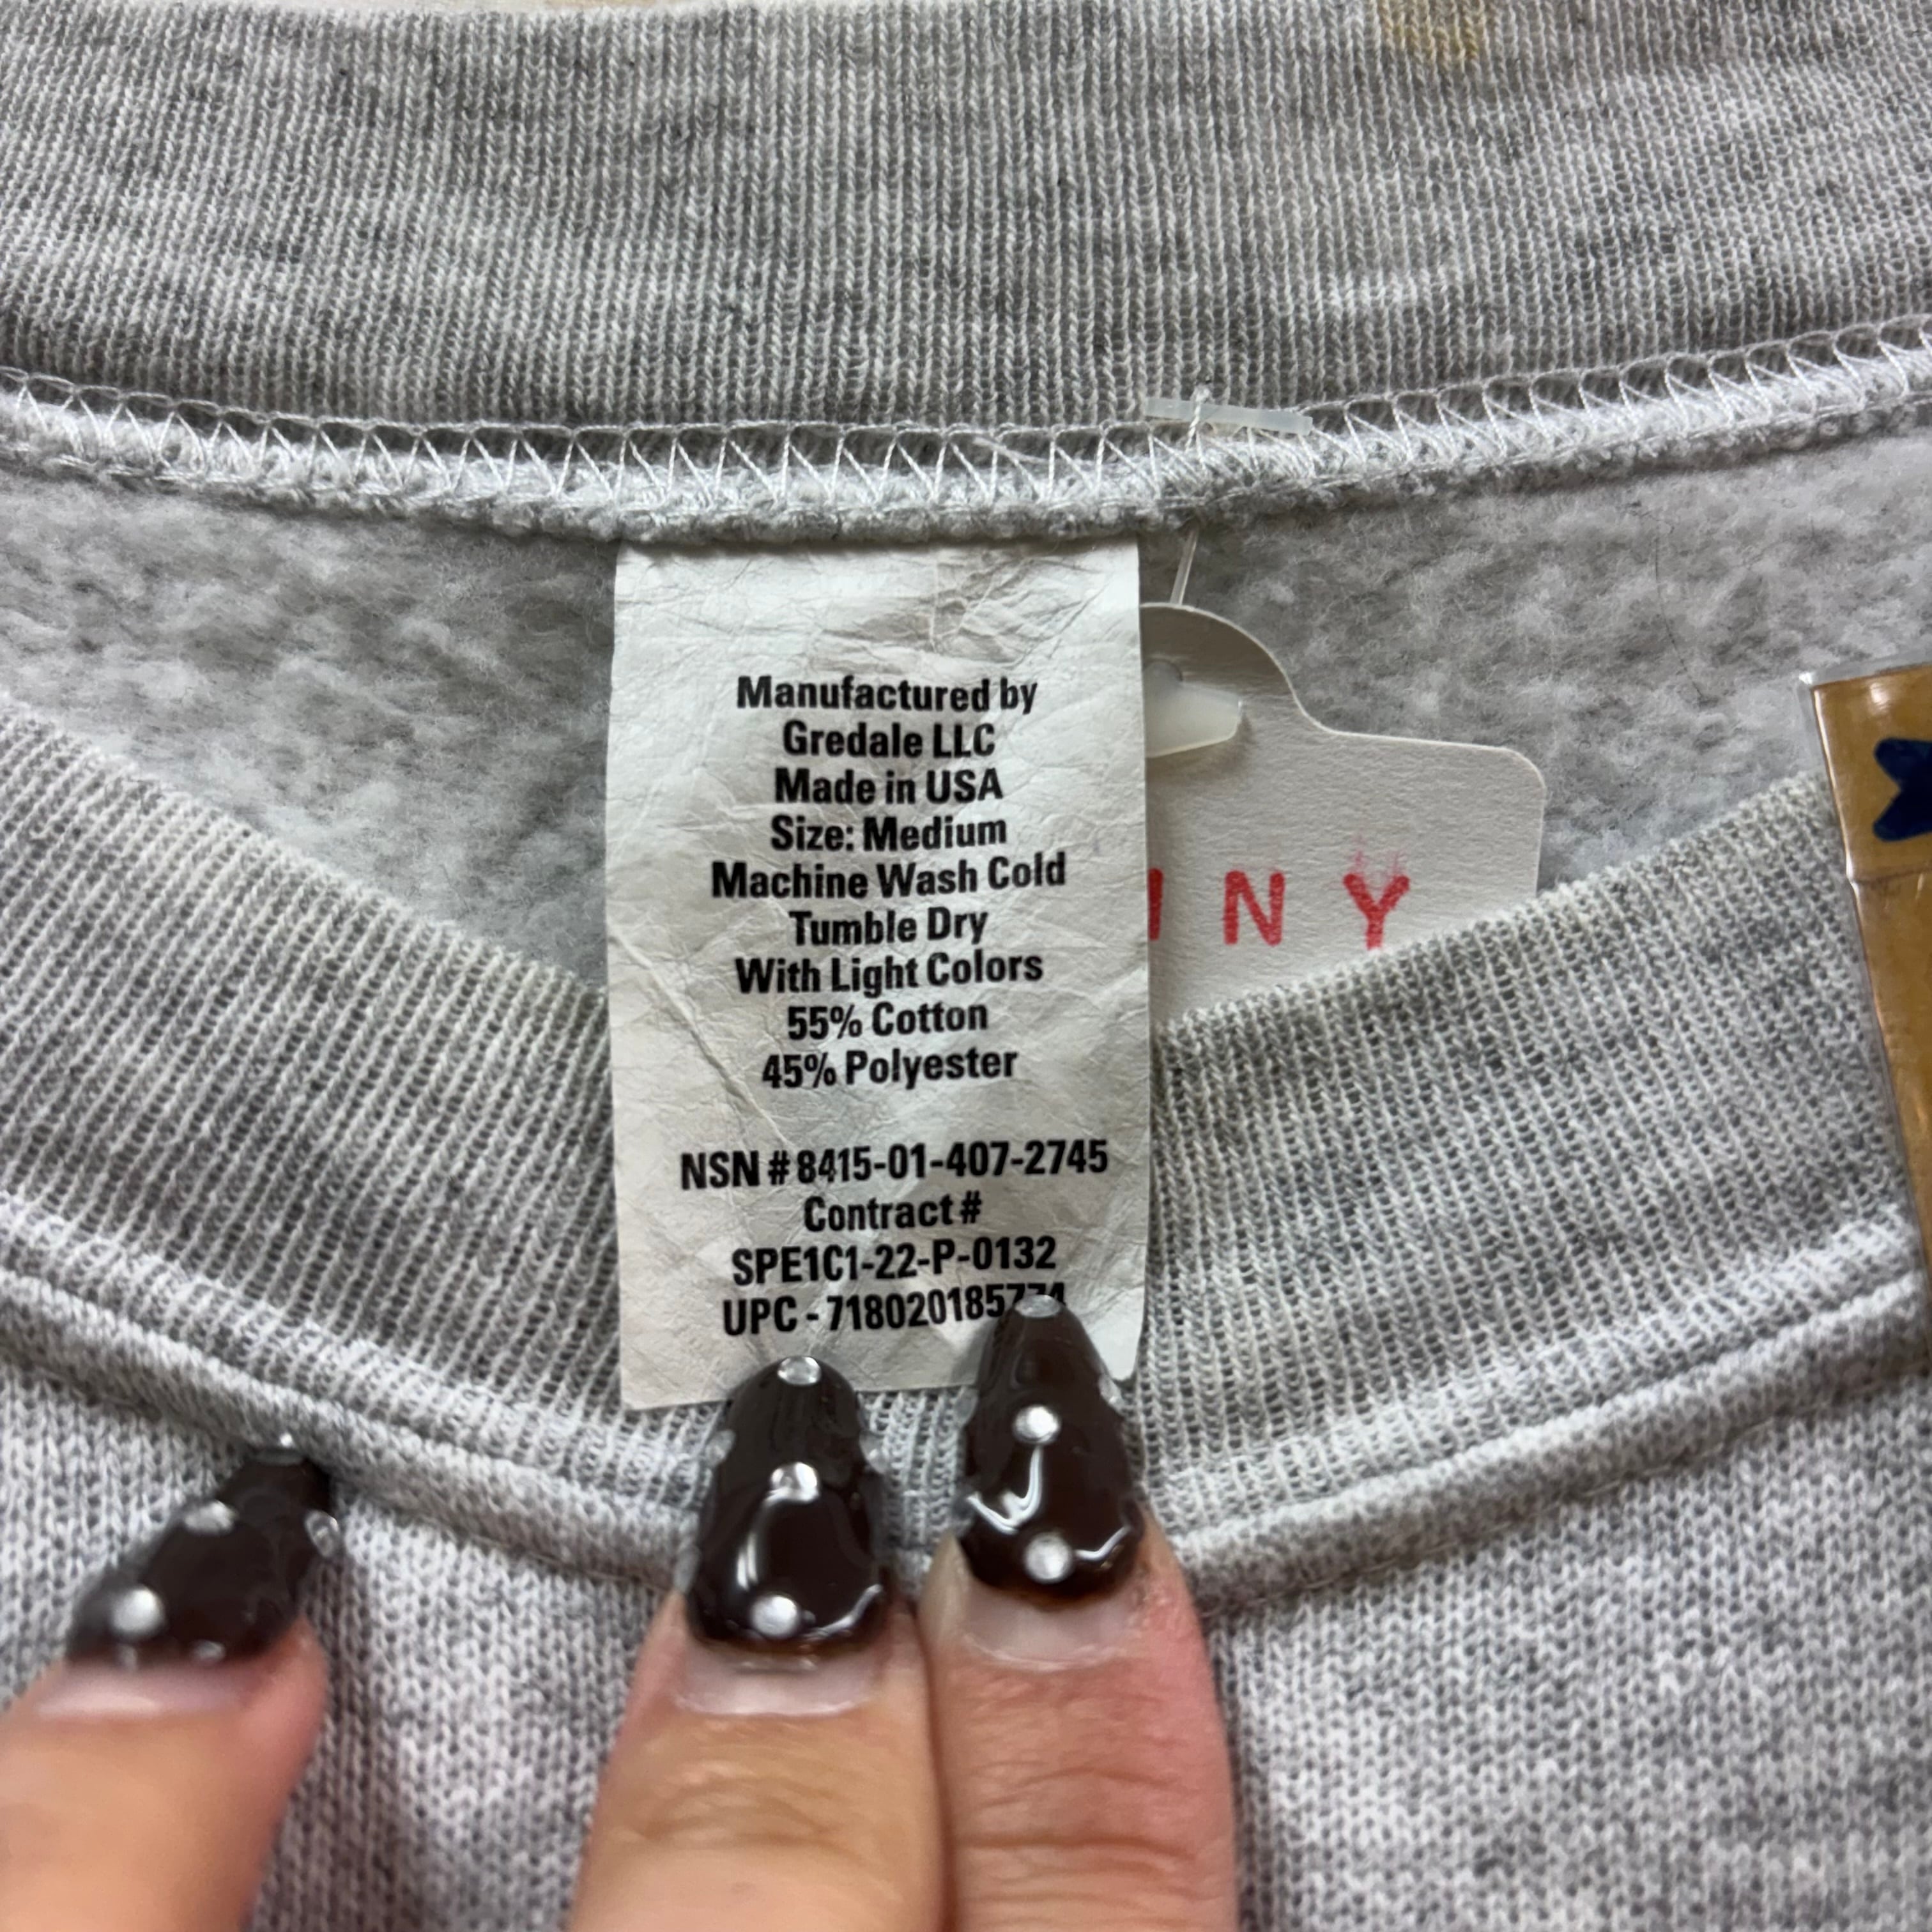 Manufactured by
Gredale LLC
Made in USA
Size: Medium
Machine Wash Cold
Tumble Dry
With Light Colors
55% Cotton
45% Polyester
NSN # 8415-01-407-2745
Contract #
SPE1C1-22-P-0132
UPC -